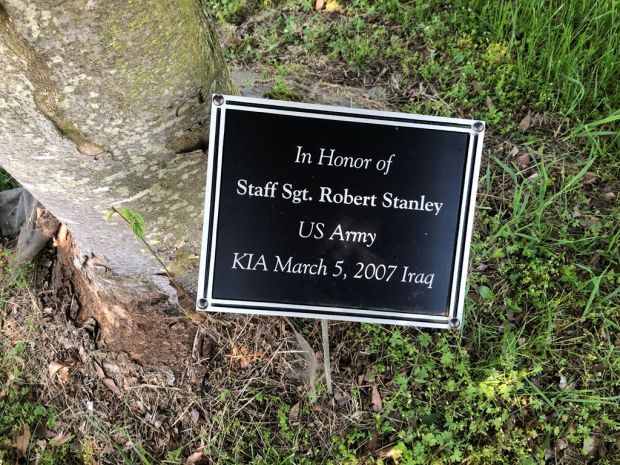 In Honor of
Staff Sgt. Robert Stanley
US Army
KIA March 5, 2007 Iraq